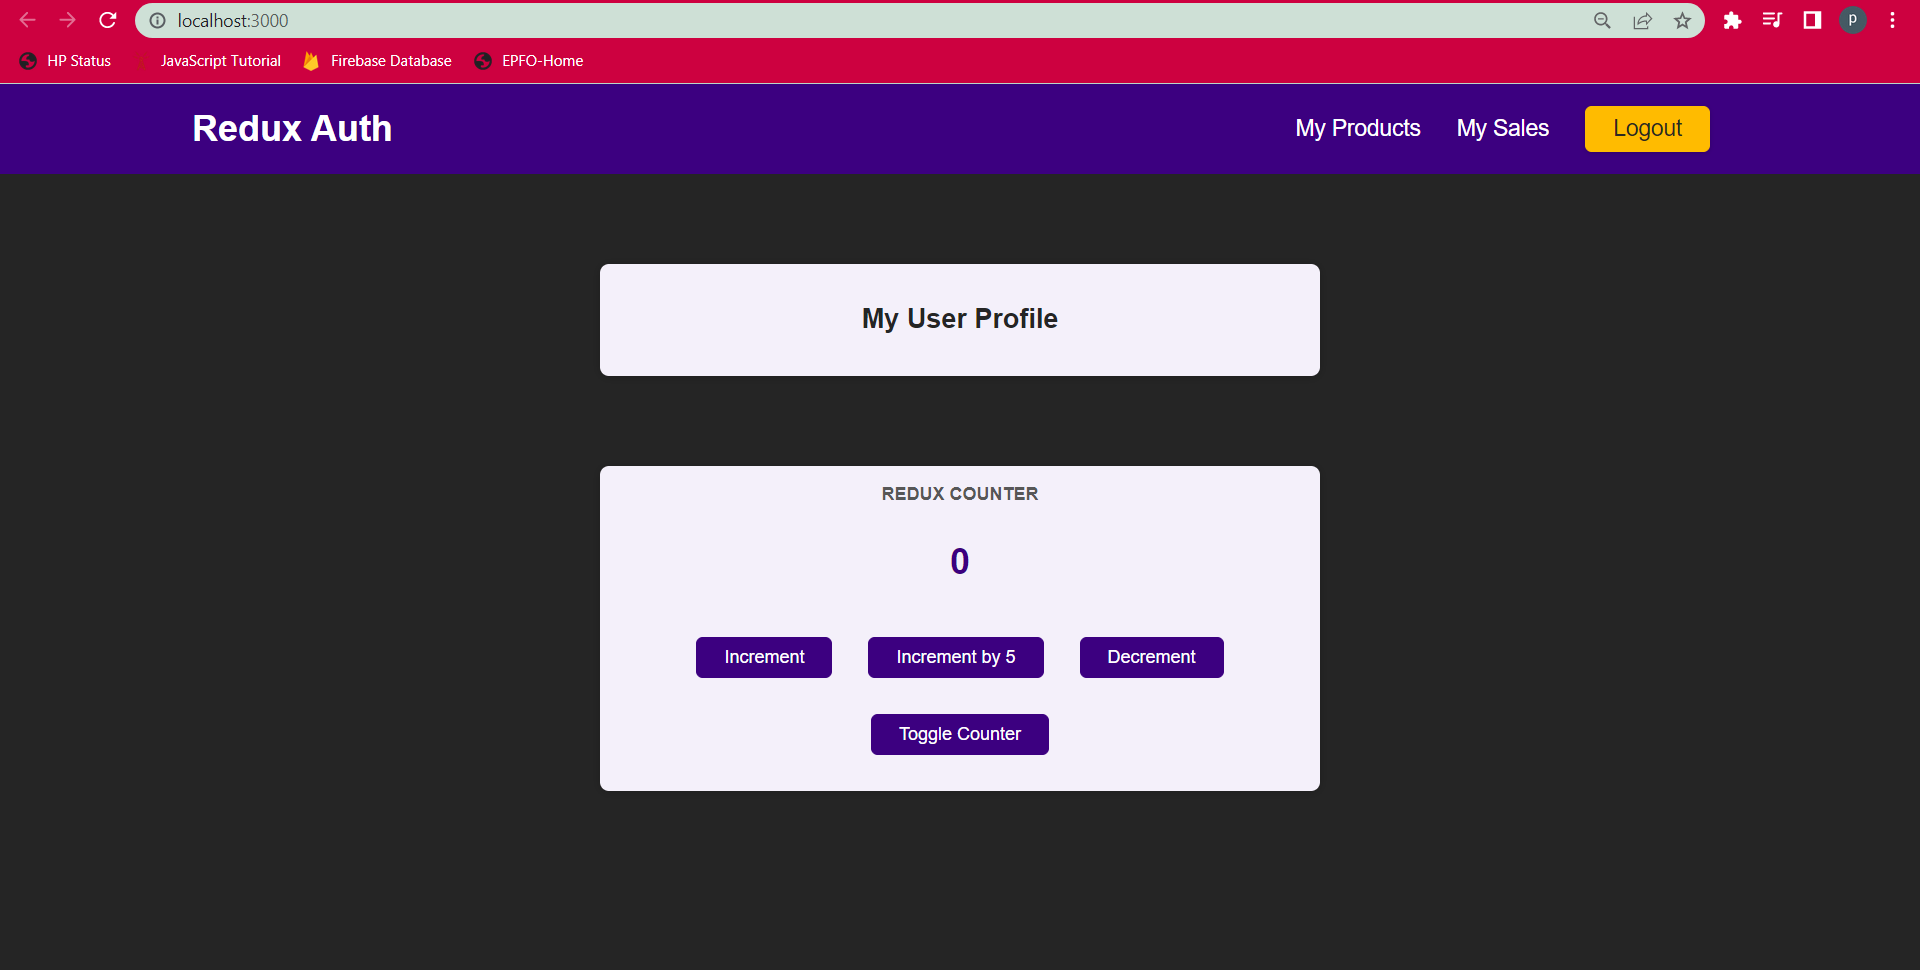 localhost:3000
p
HP Status JavaScript Tutorial Firebase Database EPFO-Home
Redux Auth My Products My Sales Logout
My User Profile
REDUX COUNTER
0
Increment Increment by 5 Decrement
Toggle Counter